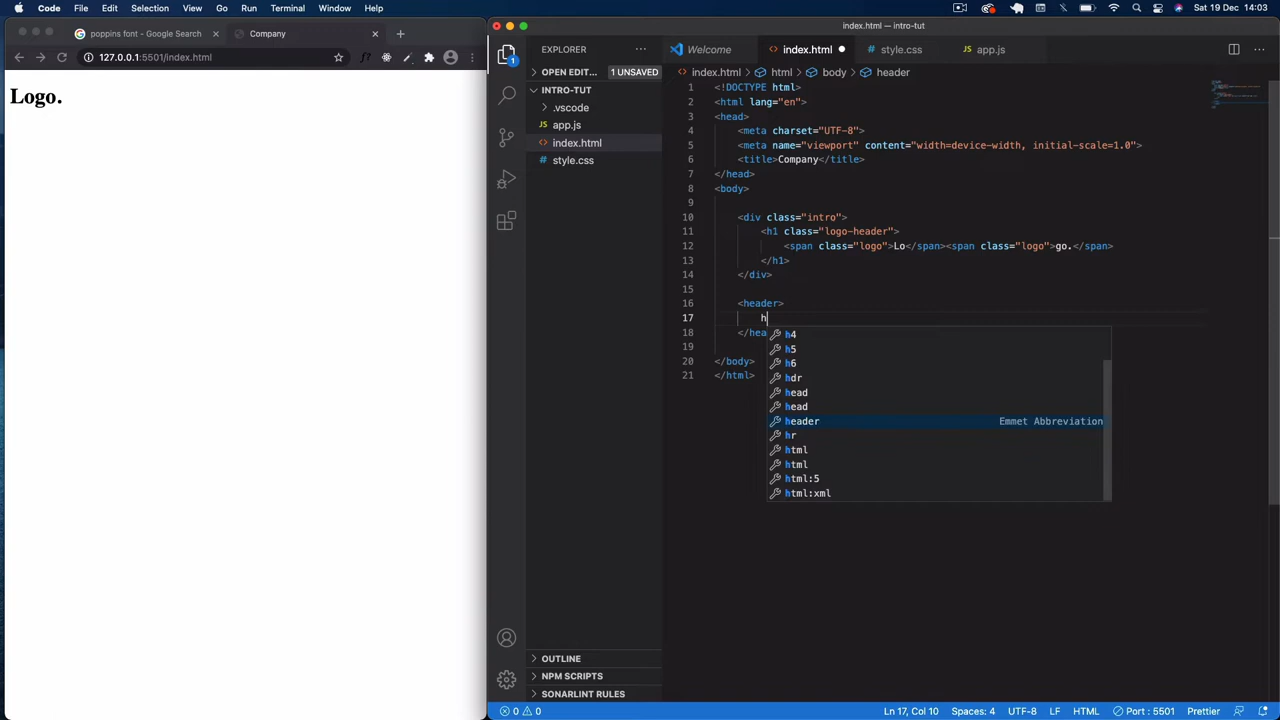 Code File Edit Selection View Go Run Terminal Window Help Sat 19 Dec 14:03
poppins font - Google Search
Company
127.0.0.1:5501/index.html
Logo.
index.html — intro-tut
EXPLORER
Welcome
index.html
style.css
app.js
OPEN EDIT... 1 UNSAVED
INTRO-TUT
.vscode
app.js
index.html
style.css
OUTLINE
NPM SCRIPTS
SONARLINT RULES
index.html > html > body > header
1 <!DOCTYPE html>
2 <html lang="en">
3 <head>
4 <meta charset="UTF-8">
5 <meta name="viewport" content="width=device-width, initial-scale=1.0">
6 <title>Company</title>
7 </head>
8 <body>
9
10 <div class="intro">
11 <h1 class="logo-header">
12 <span class="logo">Lo</span><span class="logo">go.</span>
13 </h1>
14 </div>
15
16 <header>
17 h
18 </hea
19
20 </body>
21 </html>
h4
h5
h6
hdr
head
head
header Emmet Abbreviation
hr
html
html
html:5
html:xml
1
0 0 Ln 17, Col 10 Spaces: 4 UTF-8 LF HTML Port : 5501 Prettier